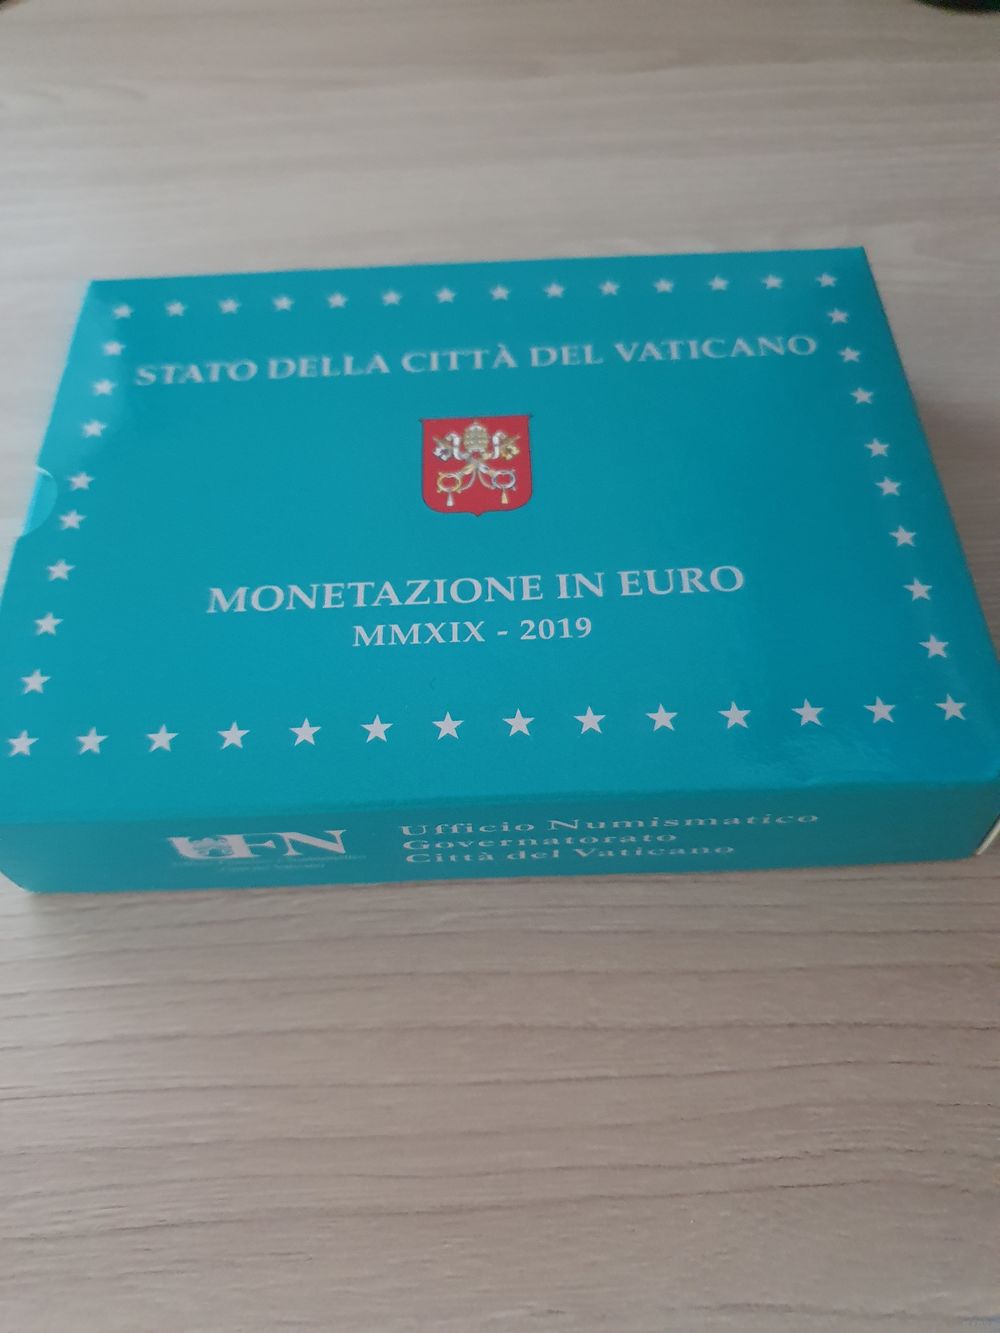 STATO DELLA CITTÀ DEL VATICANO
MONETAZIONE IN EURO
MMXIX - 2019
UFN
Ufficio Numismatico
Governatorato
Città del Vaticano